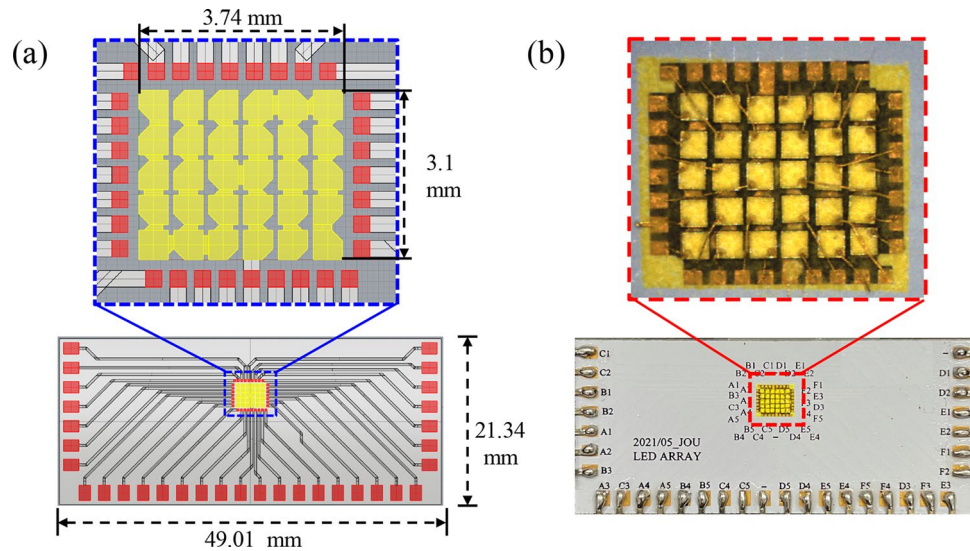 (a)
3.74 mm
3.1
mm
21.34
mm
49.01 mm
(b)
B1 C1 D1 E1
B2 D2 E2
A1 F1
A E2 E3
B3
C3 D3
A4 4
A5 F5
B5 C5 D5 E5
B4 C4 – D4 E4
2021/05_JOU
LED ARRAY
C1
C2
B1
B2
A1
A2
B3
–
D1
D2
E1
E2
F1
F2
A3 C3 A4 A5 B4 B5 C4 C5 – D5 D4 E5 E4 F5 F4 D3 F3 E3